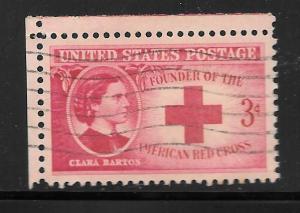 UNITED STATES POSTAGE
FOUNDER OF THE
3¢
AMERICAN RED CROSS
CLARA BARTON